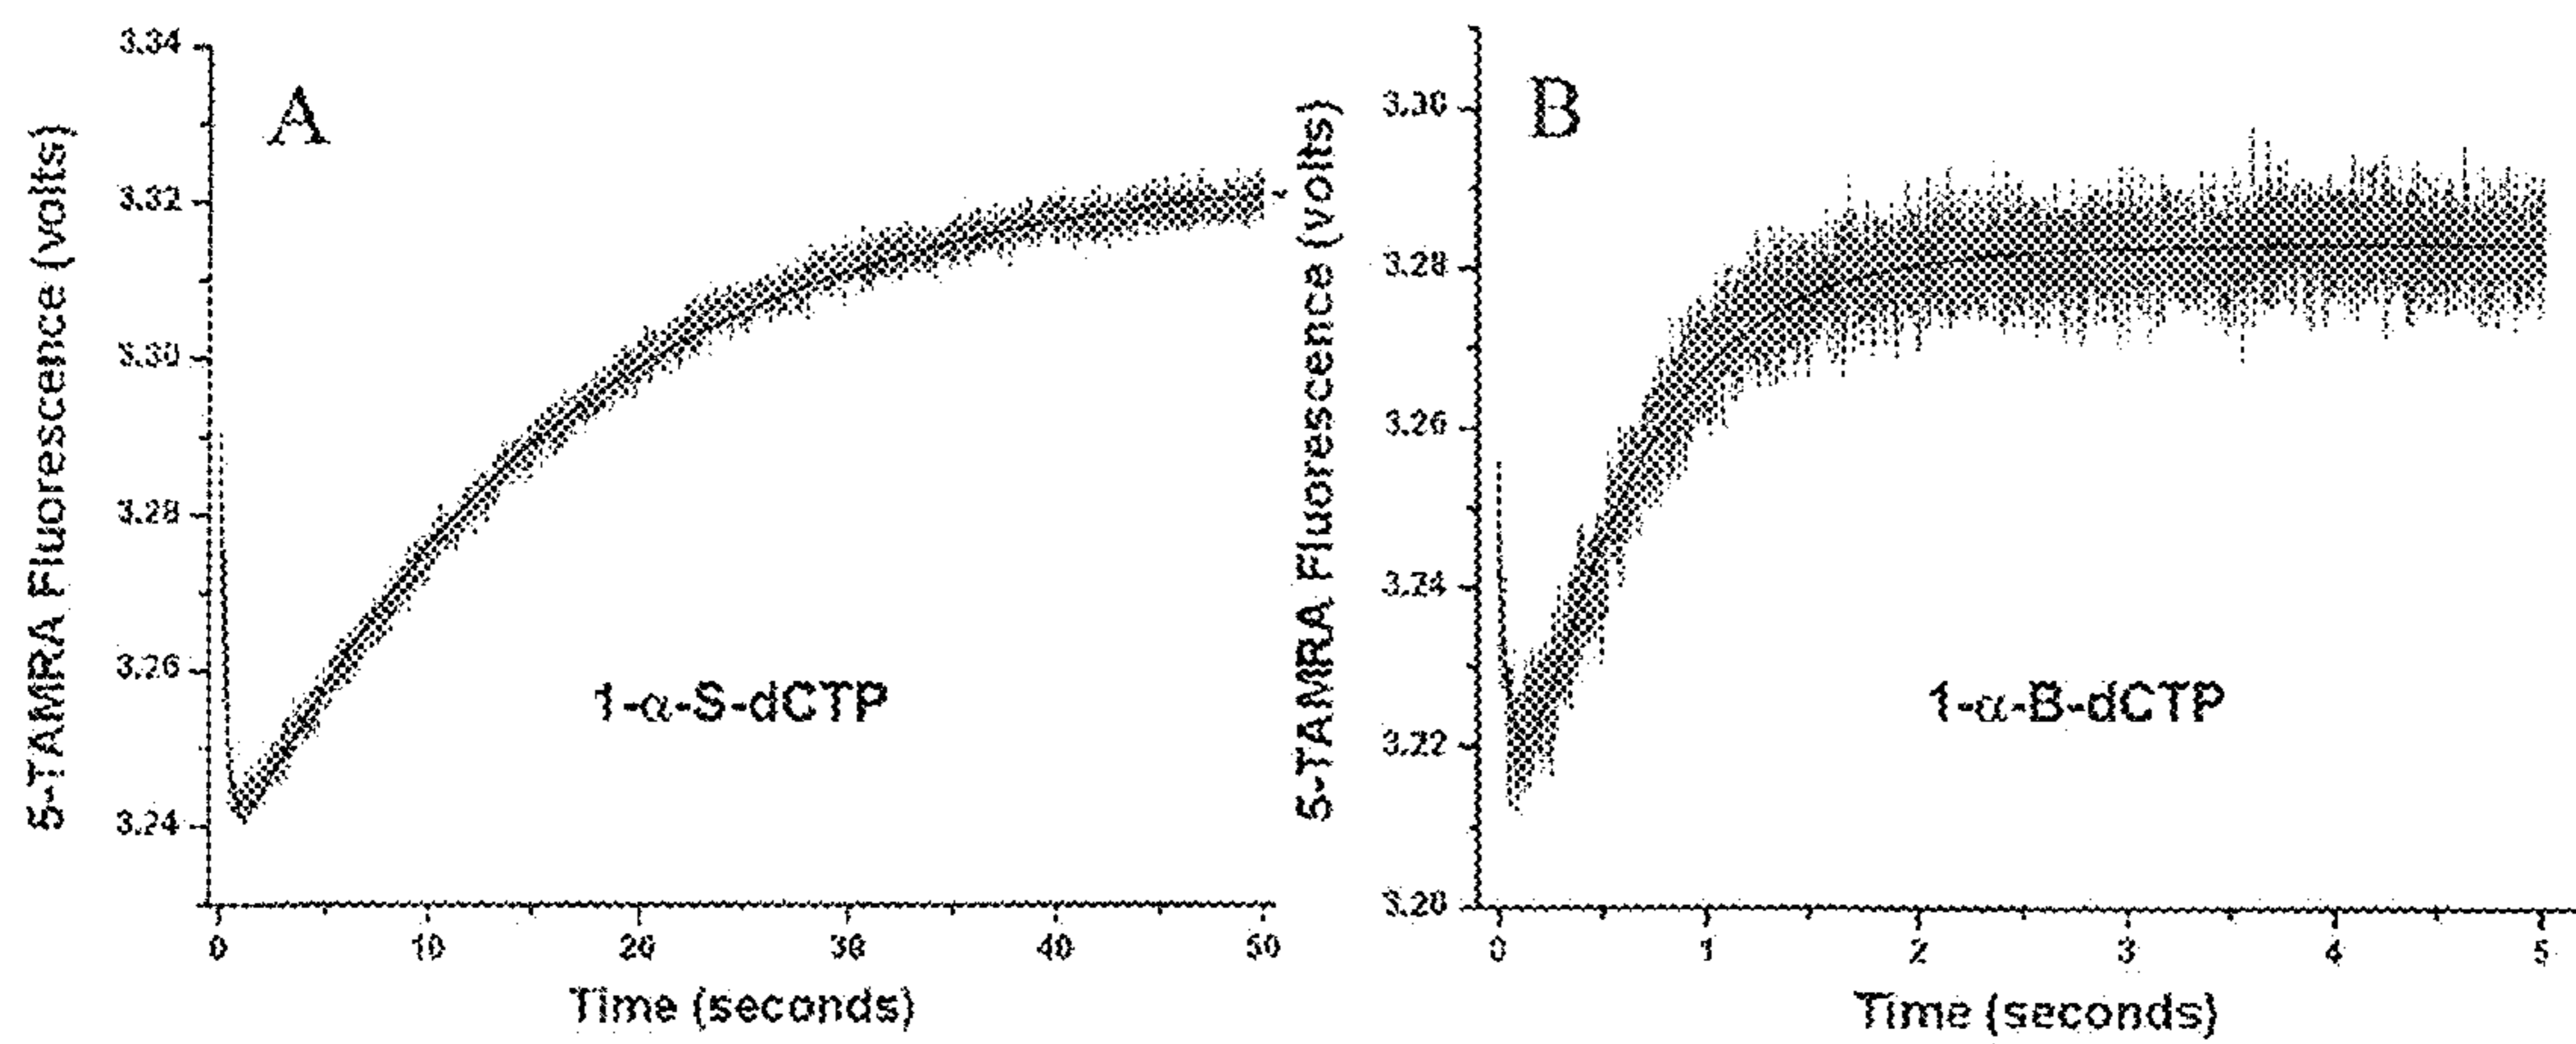 A
5-TAMRA Fluorescence (volts)
3.34
3.32
3.30
3.28
3.26
3.24
1-α-S-dCTP
0 10 20 30 40 50
Time (seconds)
B
5-TAMRA Fluorescence (volts)
3.30
3.28
3.26
3.24
3.22
3.20
1-α-B-dCTP
0 1 2 3 4 5
Time (seconds)